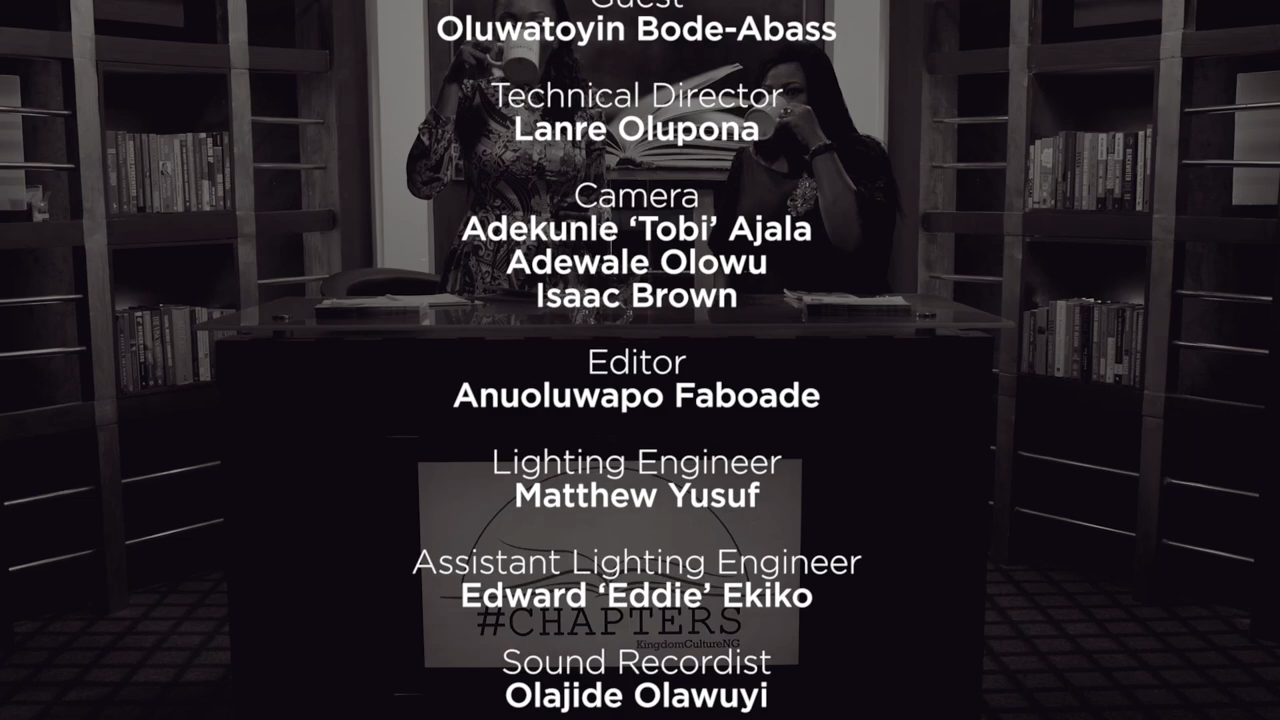 Guest
Oluwatoyin Bode-Abass
Technical Director
Lanre Olupona
Camera
Adekunle ‘Tobi’ Ajala
Adewale Olowu
Isaac Brown
Editor
Anuoluwapo Faboade
Lighting Engineer
Matthew Yusuf
Assistant Lighting Engineer
Edward ‘Eddie’ Ekiko
#CHAPTERS
KingdomCultureNG
Sound Recordist
Olajide Olawuyi